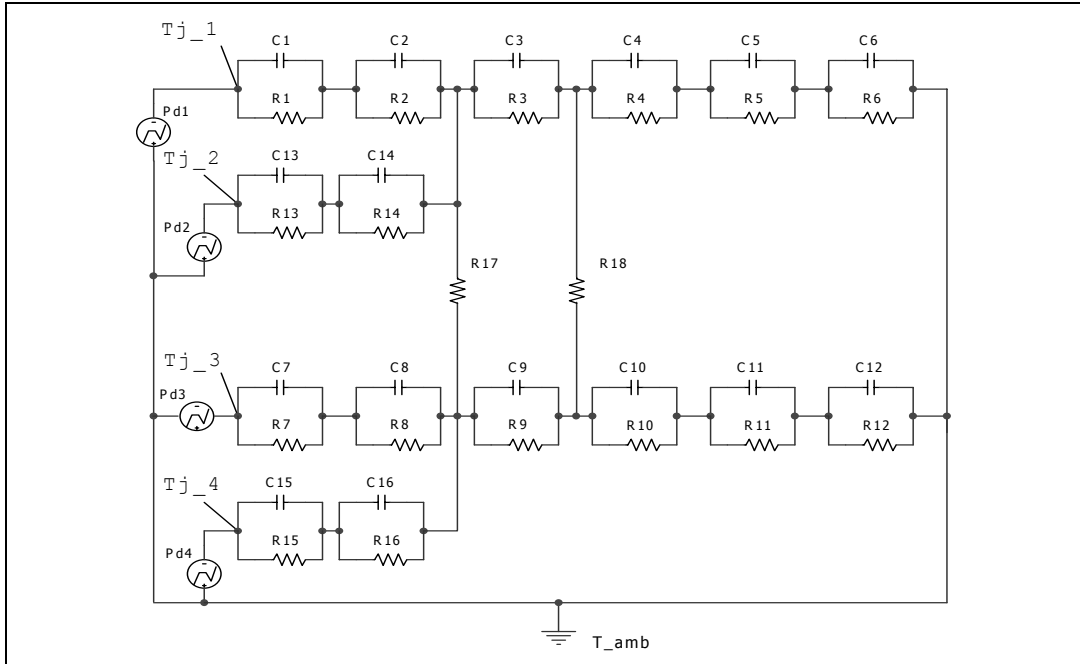 Tj_1
C1 C2 C3 C4 C5 C6
R1 R2 R3 R4 R5 R6
Pd1
Tj_2
C13 C14
R13 R14
Pd2
R17 R18
Tj_3
C7 C8 C9 C10 C11 C12
Pd3
R7 R8 R9 R10 R11 R12
Tj_4
C15 C16
R15 R16
Pd4
T_amb